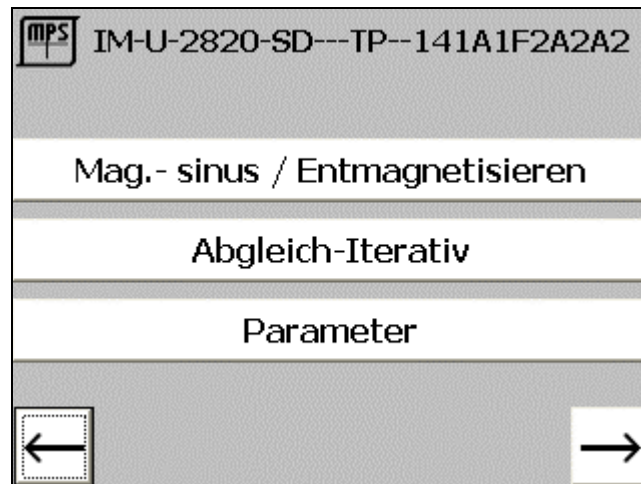 mps IM-U-2820-SD---TP--141A1F2A2A2
Mag.- sinus / Entmagnetisieren
Abgleich-Iterativ
Parameter